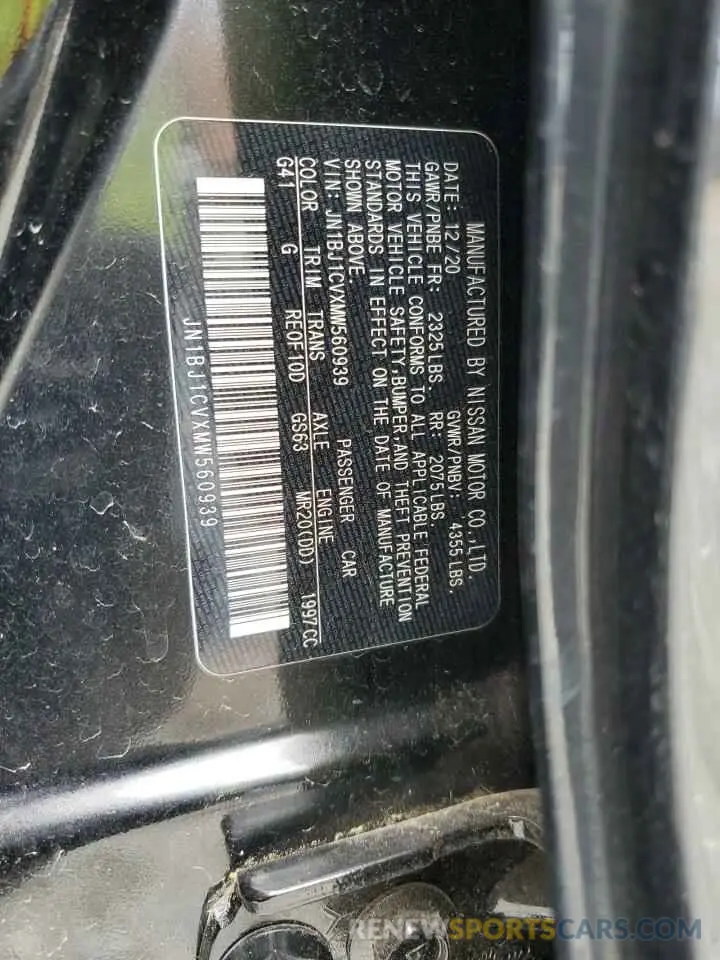 MANUFACTURED BY NISSAN MOTOR CO.,LTD.
DATE: 12/20 GVWR/PNBV: 4355 LBS.
GAWR/PNBE FR: 2325 LBS. RR: 2075 LBS.
THIS VEHICLE CONFORMS TO ALL APPLICABLE FEDERAL
MOTOR VEHICLE SAFETY,BUMPER,AND THEFT PREVENTION
STANDARDS IN EFFECT ON THE DATE OF MANUFACTURE
SHOWN ABOVE.
VIN: JN1BJ1CVXMW560939 PASSENGER CAR
COLOR TRIM TRANS AXLE ENGINE
G41 G RE0F10D GS63 MR20(DD) 1997CC
JN1BJ1CVXMW560939
RENEWSPORTSCARS.COM